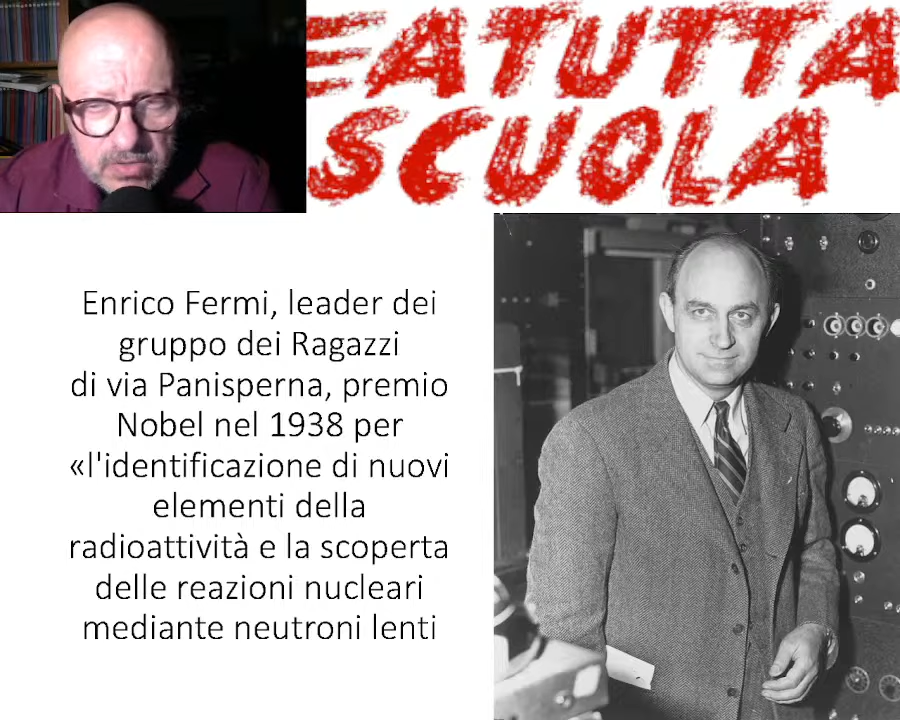 EATUTTA
SCUOLA
Enrico Fermi, leader dei
gruppo dei Ragazzi
di via Panisperna, premio
Nobel nel 1938 per
«l'identificazione di nuovi
elementi della
radioattività e la scoperta
delle reazioni nucleari
mediante neutroni lenti